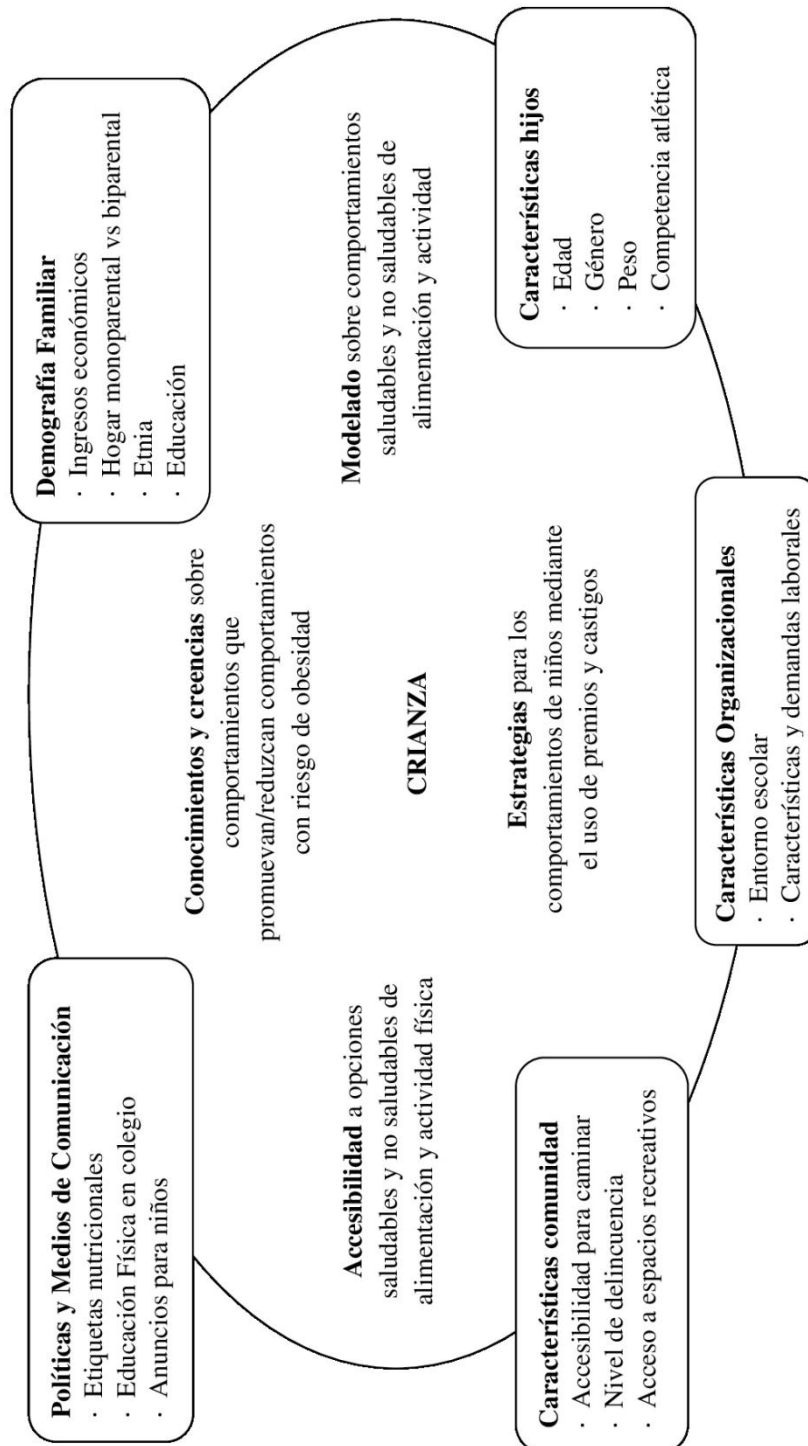 Políticas y Medios de Comunicación
· Etiquetas nutricionales
· Educación Física en colegio
· Anuncios para niños
Demografía Familiar
· Ingresos económicos
· Hogar monoparental vs biparental
· Etnia
· Educación
Conocimientos y creencias sobre
comportamientos que
promuevan/reduzcan comportamientos
con riesgo de obesidad
Accesibilidad a opciones
saludables y no saludables de
alimentación y actividad física
CRIANZA
Modelado sobre comportamientos
saludables y no saludables de
alimentación y actividad
Estrategias para los
comportamientos de niños mediante
el uso de premios y castigos
Características comunidad
· Accesibilidad para caminar
· Nivel de delincuencia
· Acceso a espacios recreativos
Características Organizacionales
· Entorno escolar
· Características y demandas laborales
Características hijos
· Edad
· Género
· Peso
· Competencia atlética